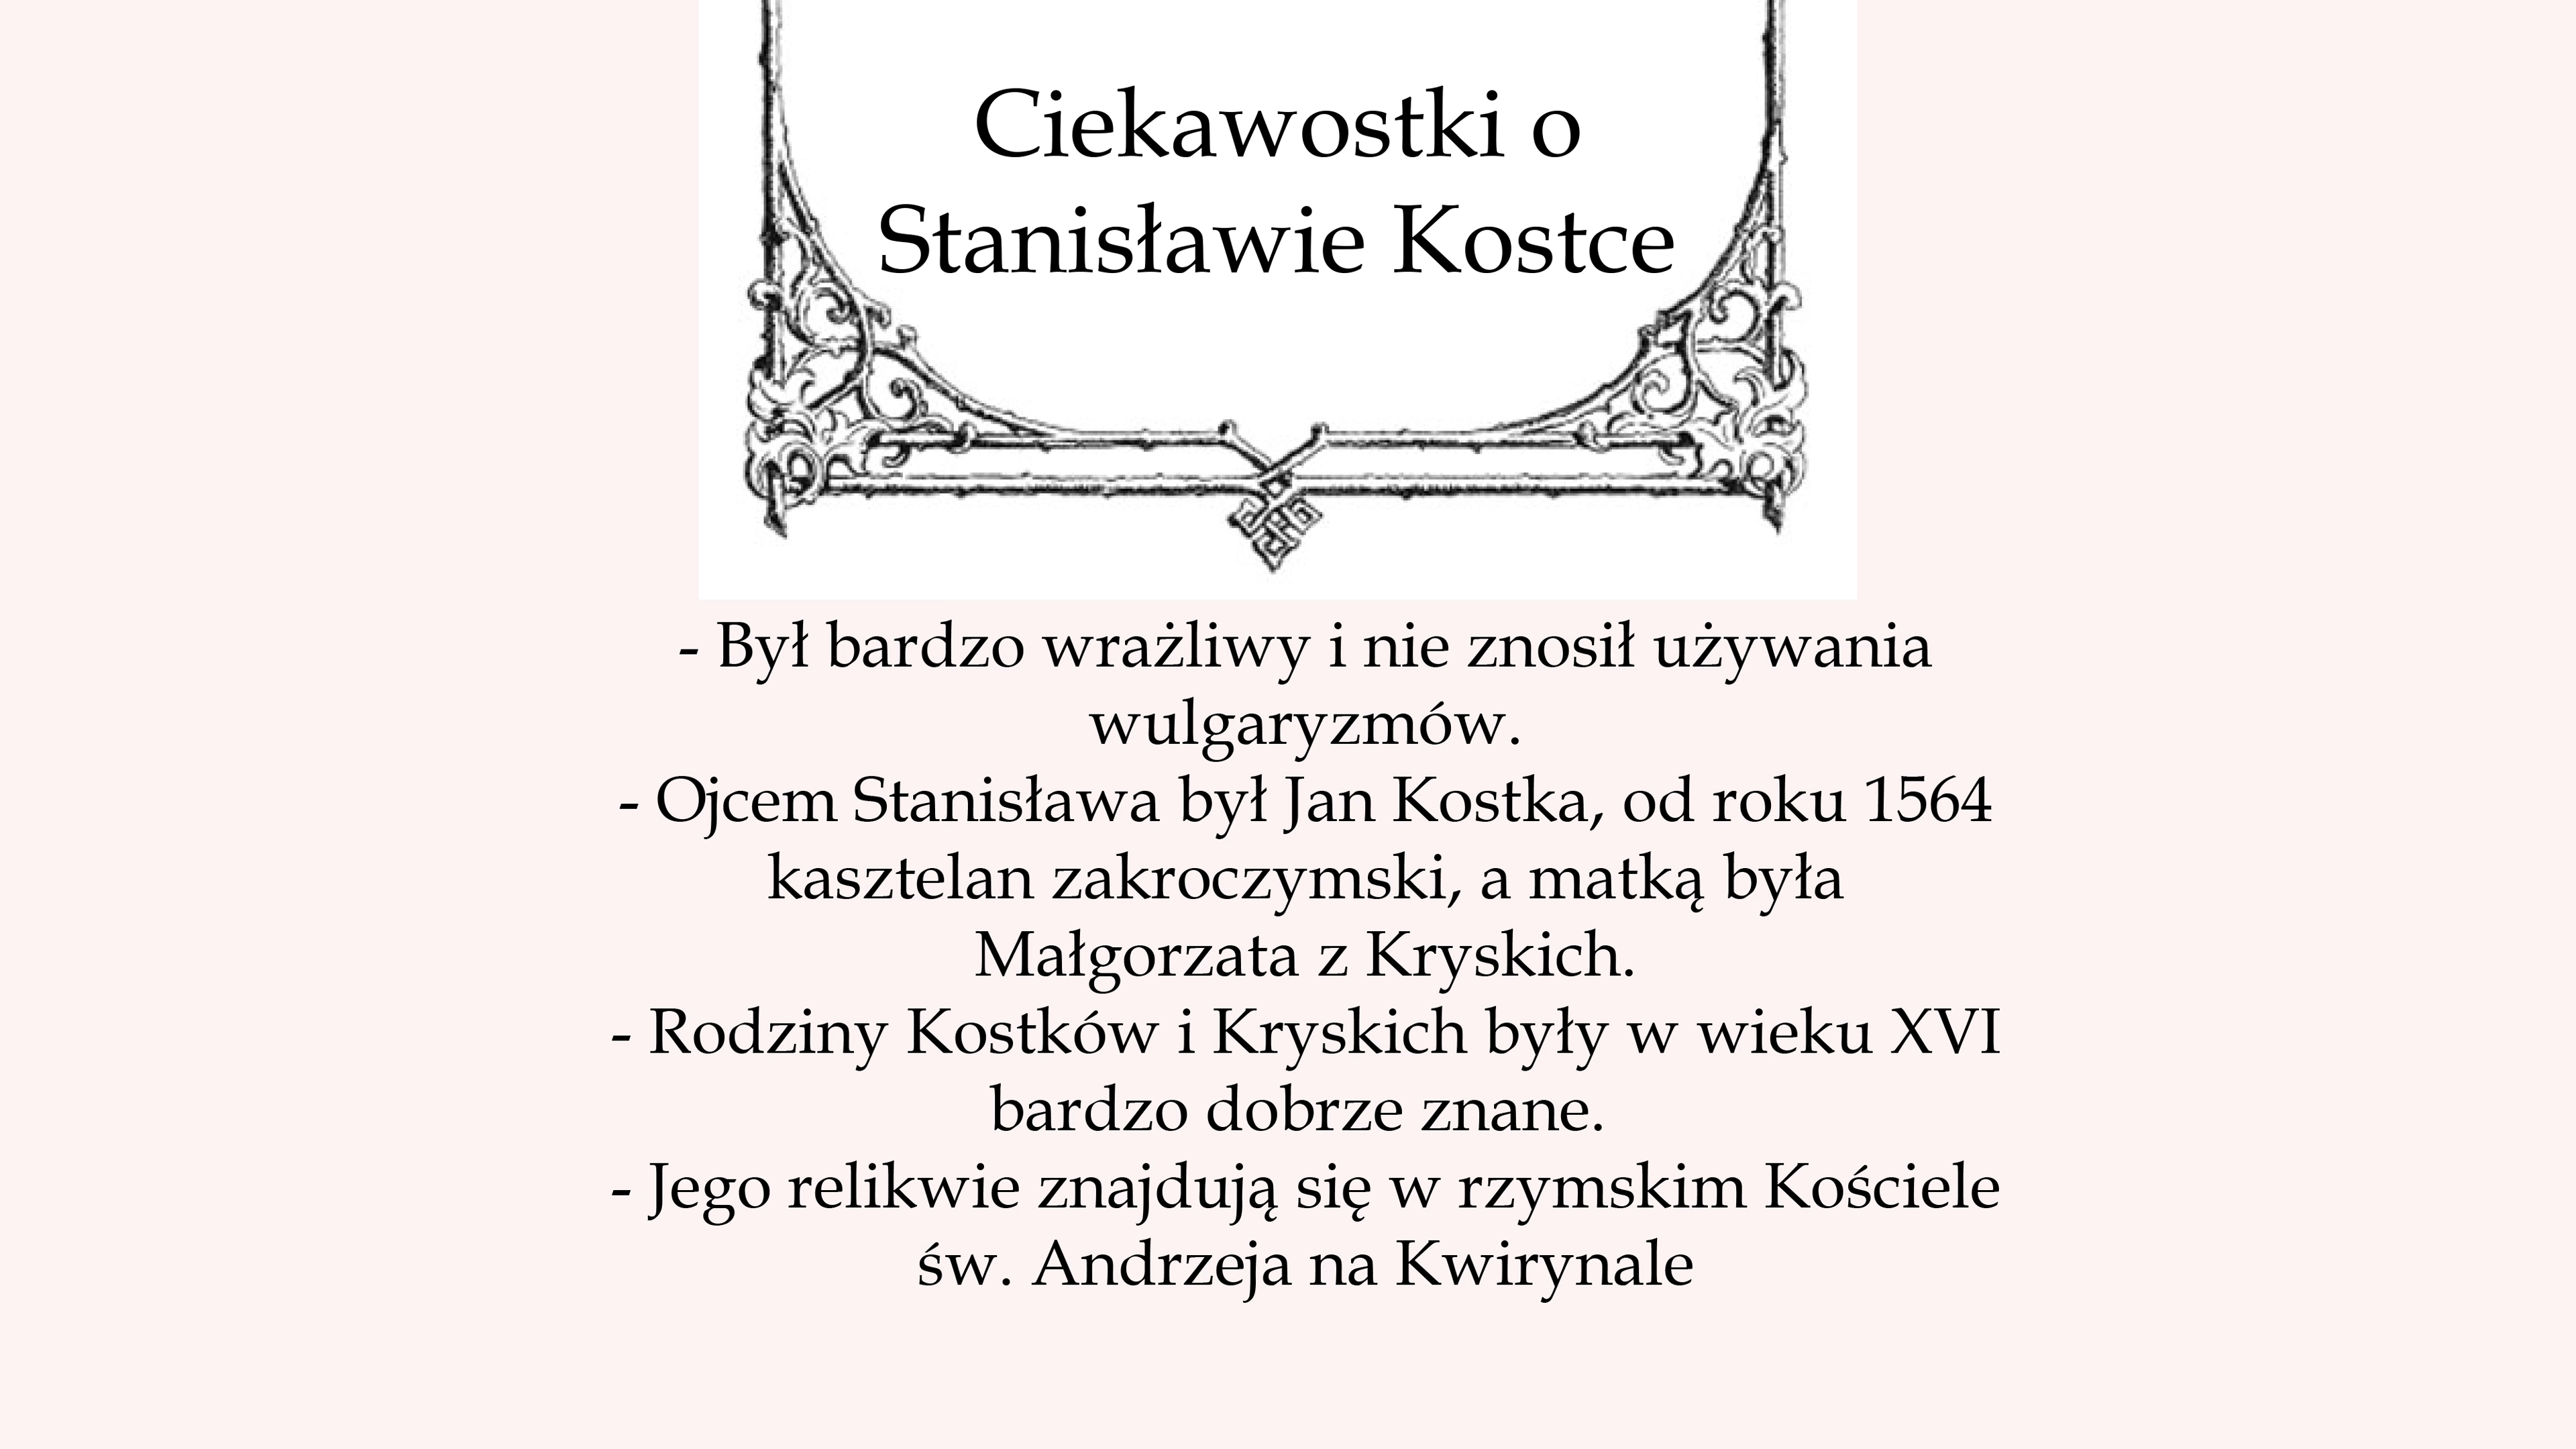 Ciekawostki o
Stanisławie Kostce
- Był bardzo wrażliwy i nie znosił używania
wulgaryzmów.
- Ojcem Stanisława był Jan Kostka, od roku 1564
kasztelan zakroczymski, a matką była
Małgorzata z Kryskich.
- Rodziny Kostków i Kryskich były w wieku XVI
bardzo dobrze znane.
- Jego relikwie znajdują się w rzymskim Kościele
św. Andrzeja na Kwirynale